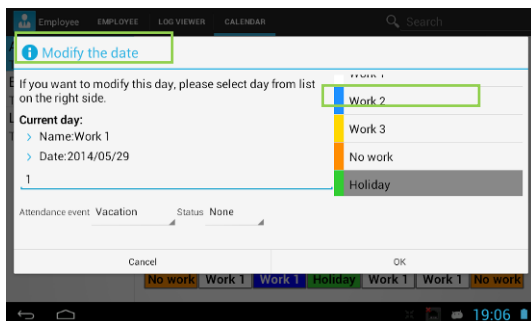 Employee EMPLOYEE LOG VIEWER CALENDAR Search
Modify the date
If you want to modify this day, please select day from list
on the right side.
Current day:
> Name:Work 1
> Date:2014/05/29
1
Attendance event Vacation Status None
Work 1
Work 2
Work 3
No work
Holiday
Cancel OK
No work Work 1 Work 1 Holiday Work 1 Work 1 No work
19:06